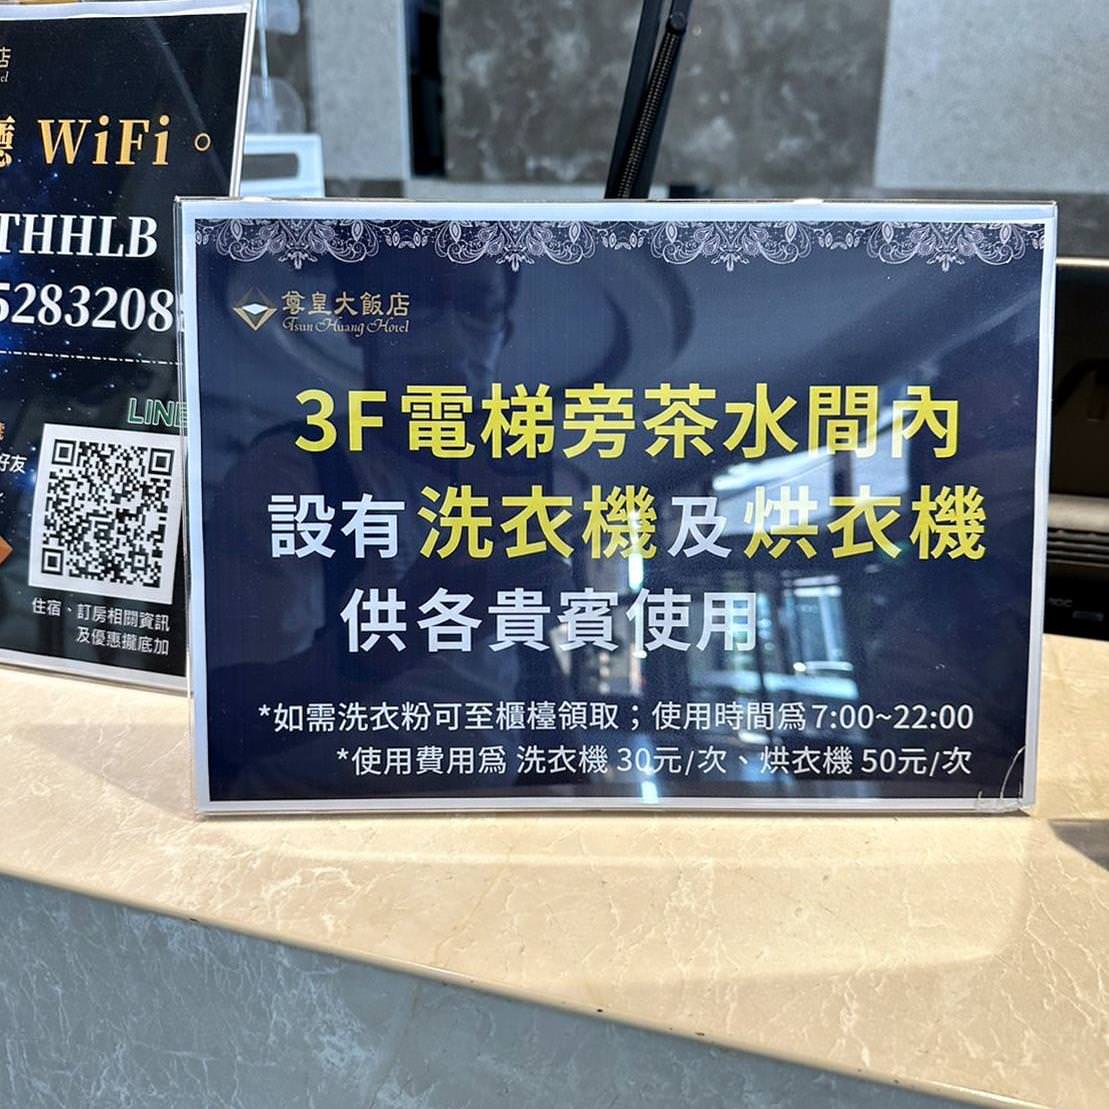 WiFi。
THHLB
5283208
LINE
好友
住宿、訂房相關資訊
及優惠攏底加
尊皇大飯店
Tsun Huang Hotel
3F電梯旁茶水間內
設有洗衣機及烘衣機
供各貴賓使用
*如需洗衣粉可至櫃檯領取；使用時間為7:00~22:00
*使用費用為 洗衣機 30元/次、烘衣機 50元/次